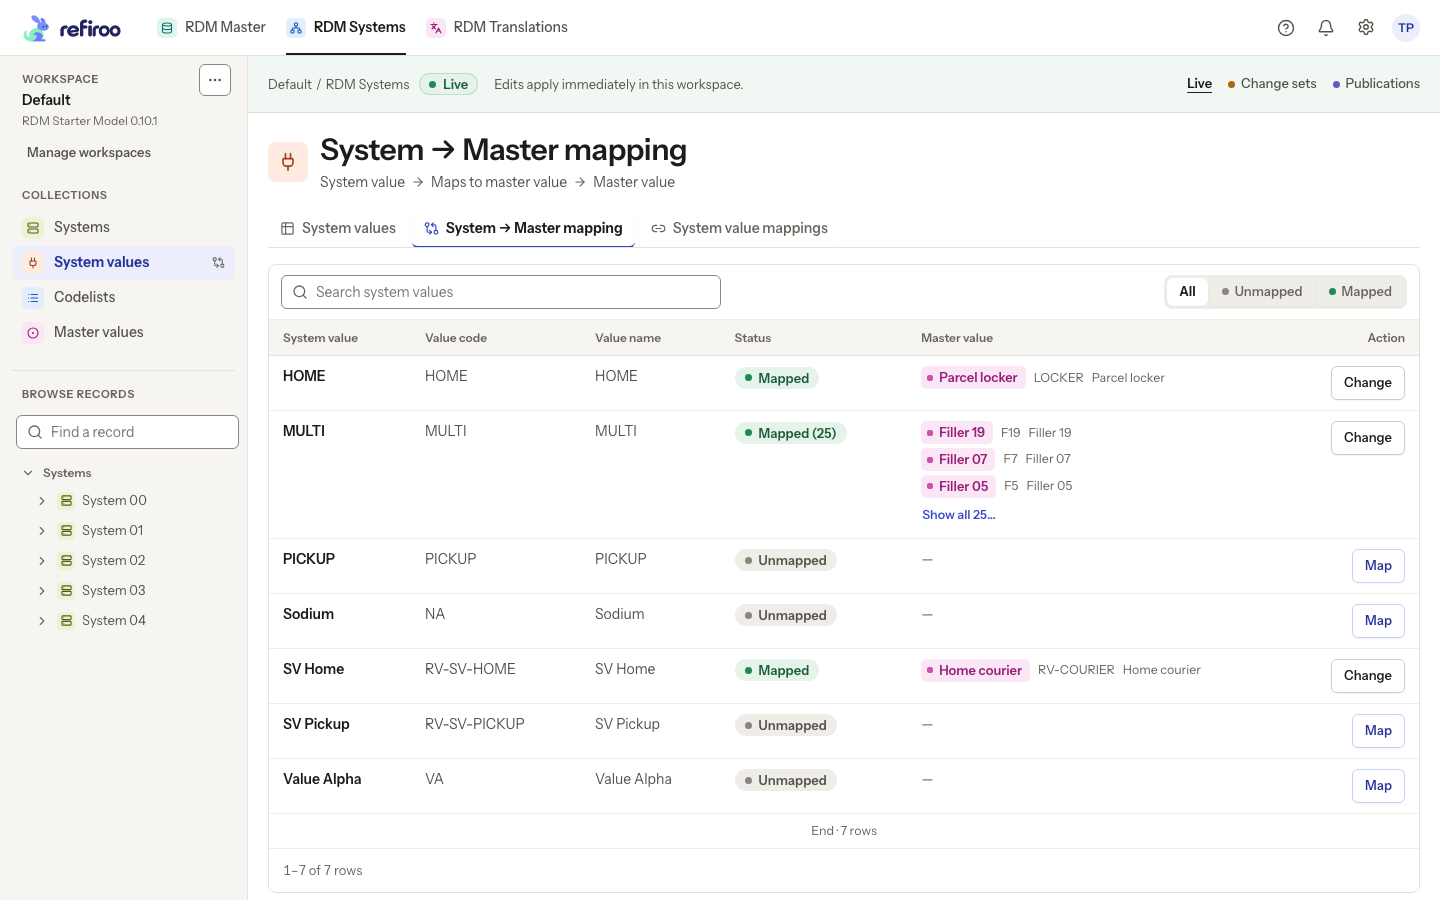 refiroo
RDM Master
RDM Systems
RDM Translations
TP
WORKSPACE
Default
RDM Starter Model 0.10.1
Manage workspaces
COLLECTIONS
Systems
System values
Codelists
Master values
BROWSE RECORDS
Find a record
Systems
System 00
System 01
System 02
System 03
System 04
Default / RDM Systems
Live
Edits apply immediately in this workspace.
Live
Change sets
Publications
System → Master mapping
System value → Maps to master value → Master value
System values
System → Master mapping
System value mappings
Search system values
All
Unmapped
Mapped
System value Value code Value name Status Master value Action
HOME HOME HOME Mapped Parcel locker LOCKER Parcel locker Change
MULTI MULTI MULTI Mapped (25) Filler 19 F19 Filler 19 Change
Filler 07 F7 Filler 07
Filler 05 F5 Filler 05
Show all 25...
PICKUP PICKUP PICKUP Unmapped — Map
Sodium NA Sodium Unmapped — Map
SV Home RV-SV-HOME SV Home Mapped Home courier RV-COURIER Home courier Change
SV Pickup RV-SV-PICKUP SV Pickup Unmapped — Map
Value Alpha VA Value Alpha Unmapped — Map
End · 7 rows
1–7 of 7 rows